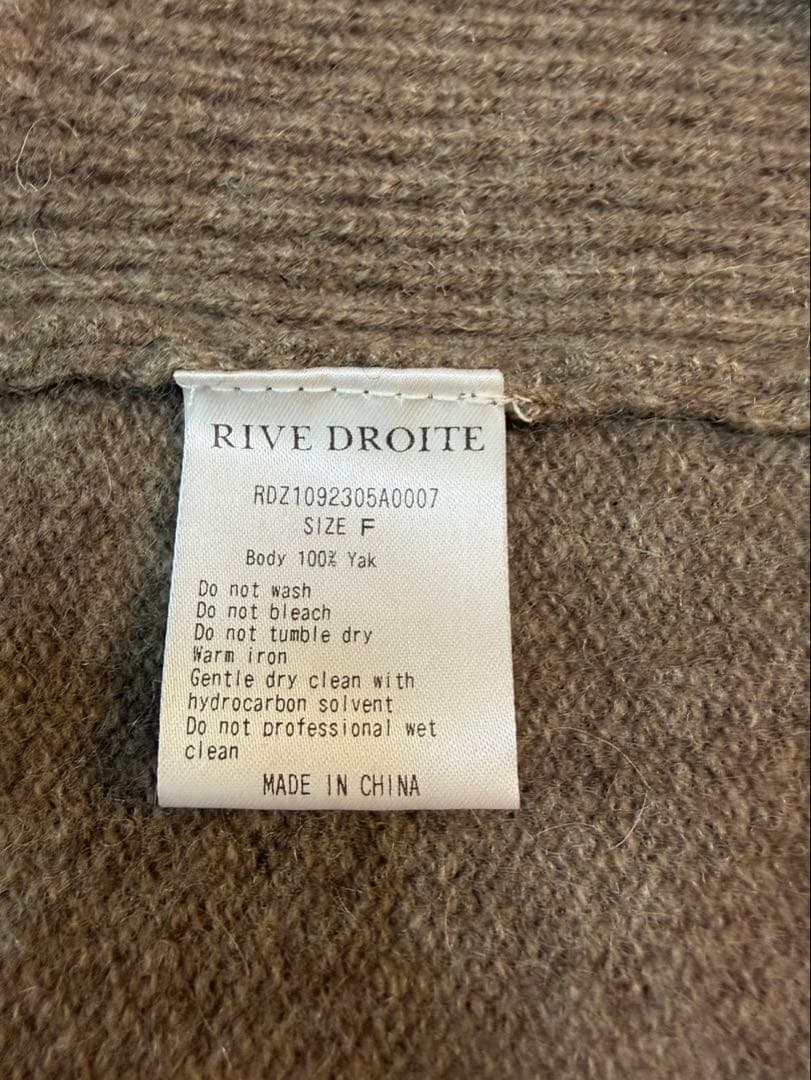 RIVE DROITE
RDZ1092305A0007
SIZE F
Body 100% Yak
Do not wash
Do not bleach
Do not tumble dry
Warm iron
Gentle dry clean with
hydrocarbon solvent
Do not professional wet
clean
MADE IN CHINA